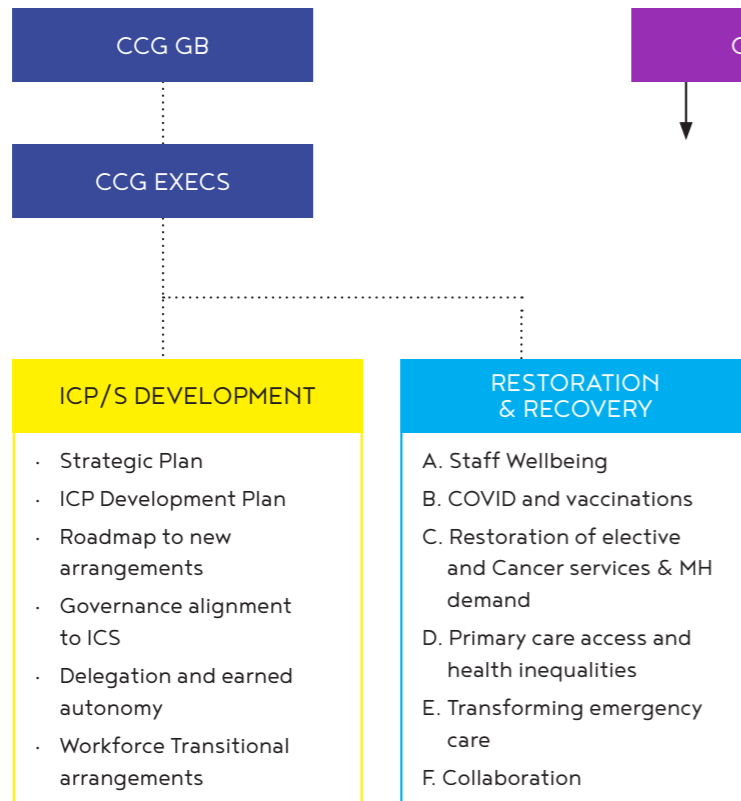 CCG GB
CCG EXECS
ICP/S DEVELOPMENT
· Strategic Plan
· ICP Development Plan
· Roadmap to new
arrangements
· Governance alignment
to ICS
· Delegation and earned
autonomy
· Workforce Transitional
arrangements
RESTORATION
& RECOVERY
A. Staff Wellbeing
B. COVID and vaccinations
C. Restoration of elective
and Cancer services & MH
demand
D. Primary care access and
health inequalities
E. Transforming emergency
care
F. Collaboration